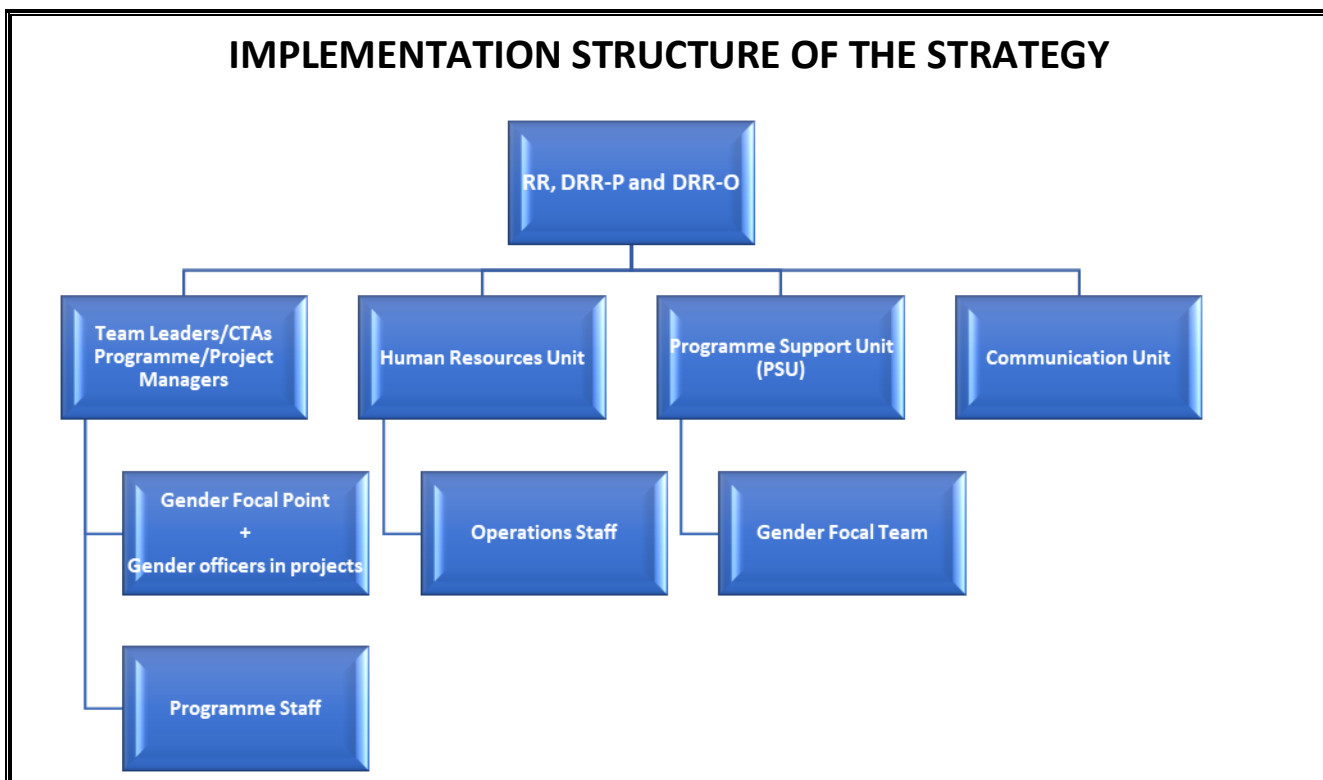 IMPLEMENTATION STRUCTURE OF THE STRATEGY
RR, DRR-P and DRR-O
Team Leaders/CTAs
Programme/Project
Managers
Human Resources Unit
Programme Support Unit
(PSU)
Communication Unit
Gender Focal Point
+
Gender officers in projects
Operations Staff
Gender Focal Team
Programme Staff